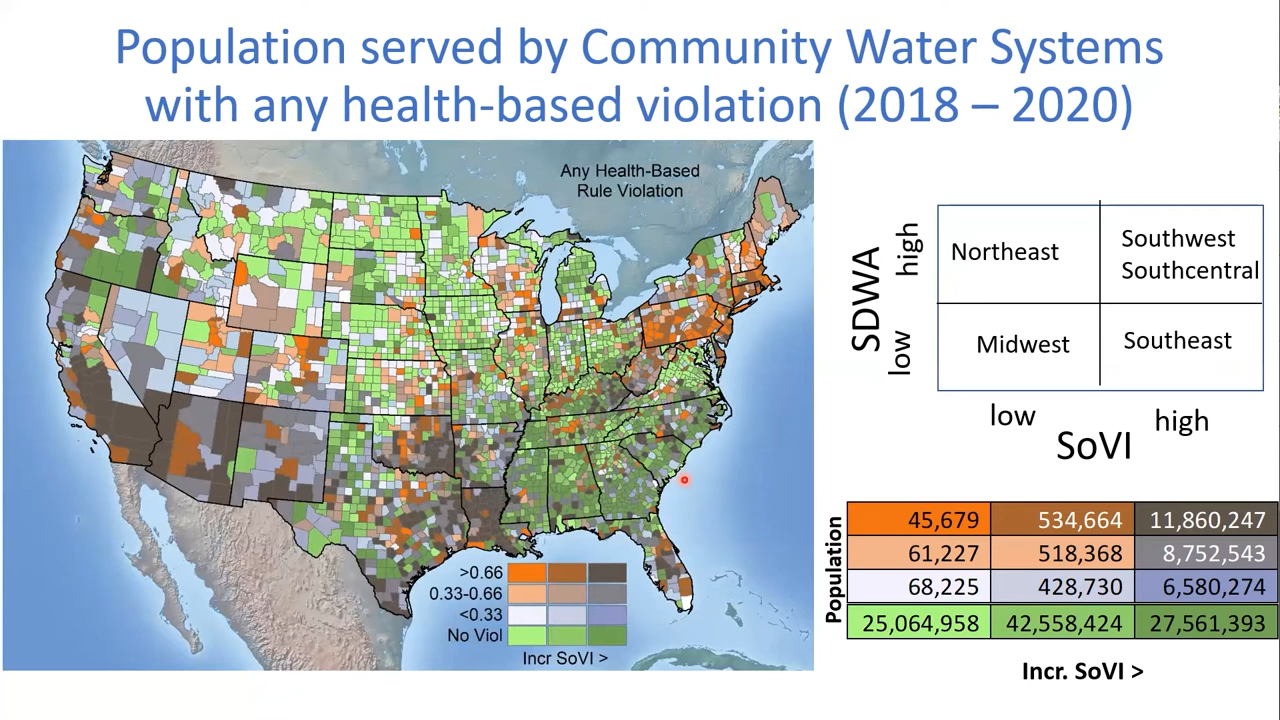 Population served by Community Water Systems
with any health-based violation (2018 – 2020)
Any Health-Based
Rule Violation
>0.66
0.33-0.66
<0.33
No Viol
Incr SoVI >
SDWA
high
low
Northeast
Southwest
Southcentral
Midwest
Southeast
low
high
SoVI
Population
45,679 534,664 11,860,247
61,227 518,368 8,752,543
68,225 428,730 6,580,274
25,064,958 42,558,424 27,561,393
Incr. SoVI >